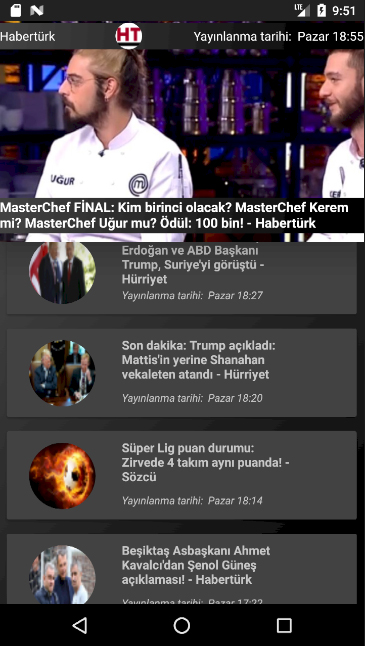 LTE 9:51
Habertürk HT Yayınlanma tarihi: Pazar 18:55
UĞUR
MasterChef FİNAL: Kim birinci olacak? MasterChef Kerem
mi? MasterChef Uğur mu? Ödül: 100 bin! - Habertürk
Erdoğan ve ABD Başkanı
Trump, Suriye'yi görüştü -
Hürriyet
Yayınlanma tarihi: Pazar 18:27
Son dakika: Trump açıkladı:
Mattis'in yerine Shanahan
vekaleten atandı - Hürriyet
Yayınlanma tarihi: Pazar 18:20
Süper Lig puan durumu:
Zirvede 4 takım aynı puanda! -
Sözcü
Yayınlanma tarihi: Pazar 18:14
Beşiktaş Asbaşkanı Ahmet
Kavalcı'dan Şenol Güneş
açıklaması! - Habertürk
Yayınlanma tarihi: Pazar 17:22